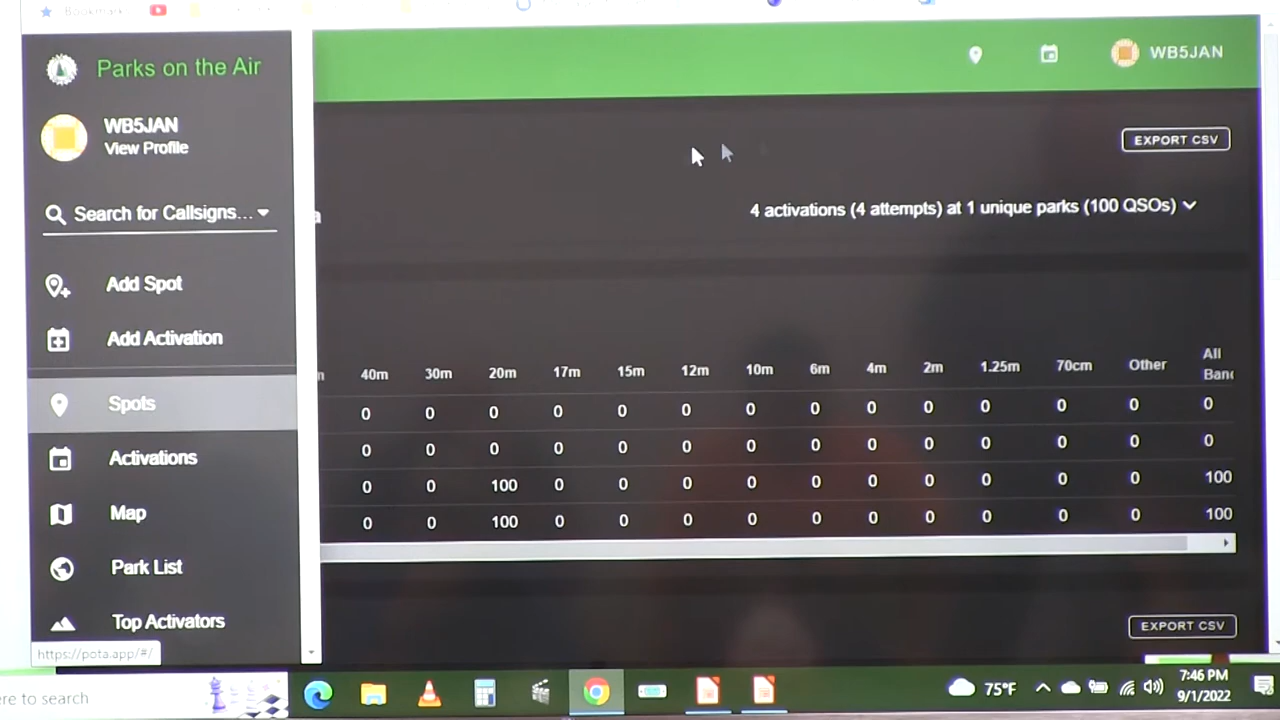 Bookmark
Parks on the Air
WB5JAN
WB5JAN
View Profile
EXPORT CSV
Search for Callsigns...
a
4 activations (4 attempts) at 1 unique parks (100 QSOs)
Add Spot
Add Activation
40m 30m 20m 17m 15m 12m 10m 6m 4m 2m 1.25m 70cm Other All
Band
Spots
0 0 0 0 0 0 0 0 0 0 0 0 0 0
Activations
0 0 0 0 0 0 0 0 0 0 0 0 0 0
Map
0 0 100 0 0 0 0 0 0 0 0 0 0 100
0 0 100 0 0 0 0 0 0 0 0 0 0 100
Park List
Top Activators
EXPORT CSV
https://pota.app/#/
ere to search
75°F
7:46 PM
9/1/2022